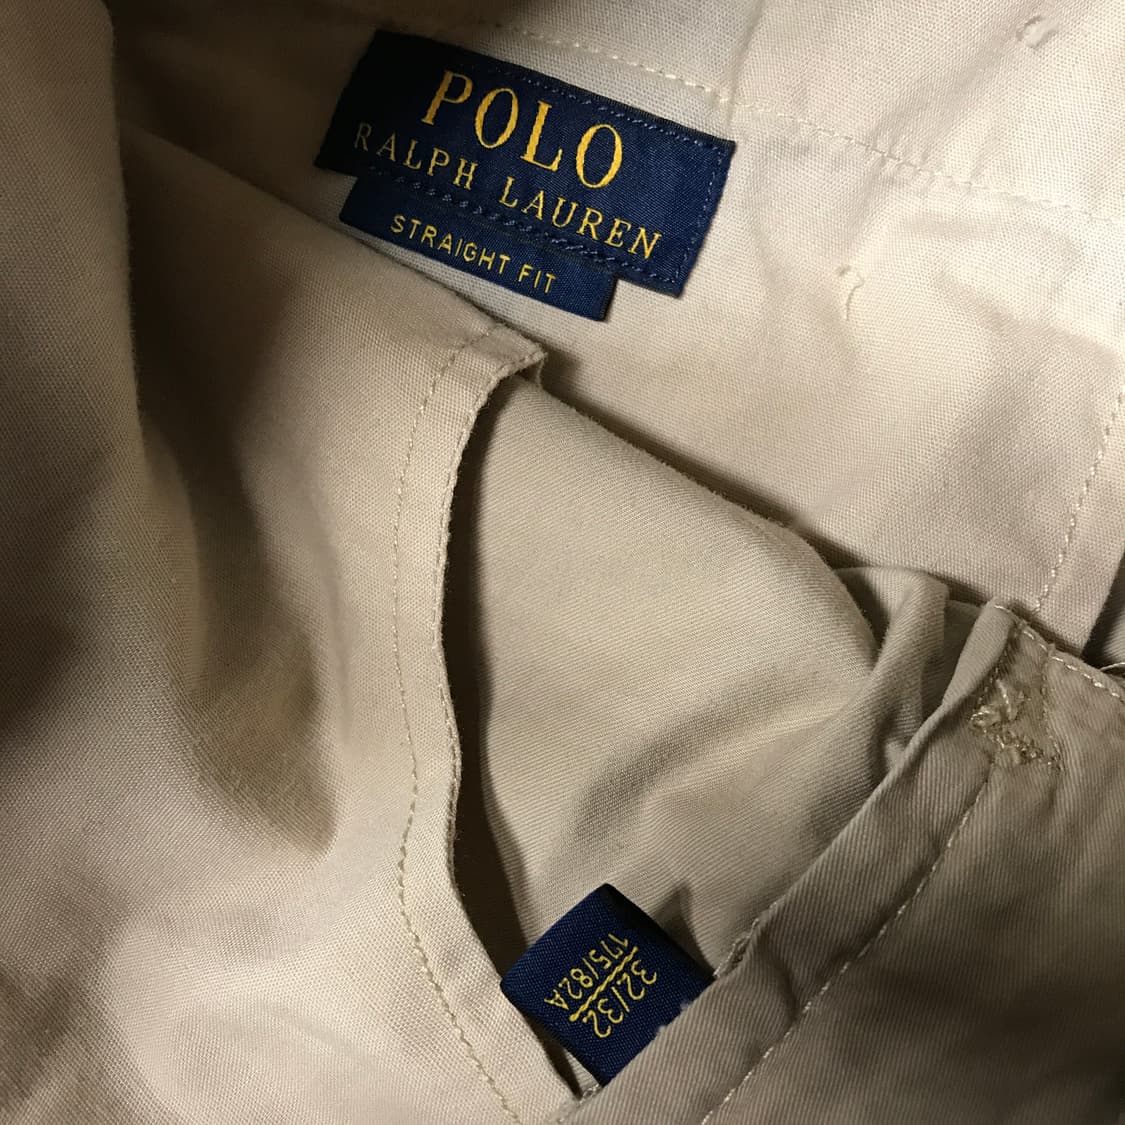 POLO
RALPH LAUREN
STRAIGHT FIT
32/32
175/82A